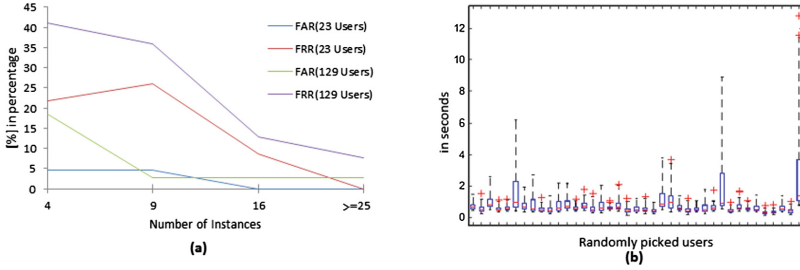 45
40
35
30
25
20
15
10
5
0
[%] in percentage
FAR(23 Users)
FRR(23 Users)
FAR(129 Users)
FRR(129 Users)
4 9 16 >=25
Number of Instances
(a)
12
10
8
6
4
2
0
in seconds
Randomly picked users
(b)